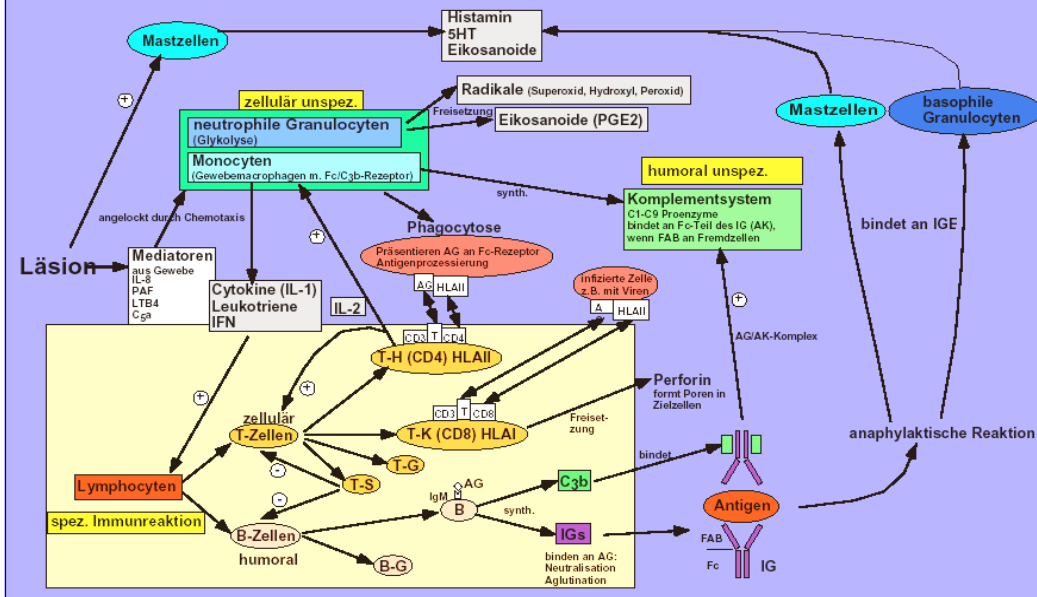 Histamin
5HT
Eikosanoide
Mastzellen
+
zellulär unspez.
neutrophile Granulocyten
(Glykolyse)
Monocyten
(Gewebemacrophagen m. Fc/C3b-Rezeptor)
Radikale (Superoxid, Hydroxyl, Peroxid)
Freisetzung
Eikosanoide (PGE2)
Mastzellen
basophile
Granulocyten
humoral unspez.
synth.
Komplementsystem
C1-C9 Proenzyme
bindet an Fc-Teil des IG (AK),
wenn FAB an Fremdzellen
bindet an IGE
angelockt durch Chemotaxis
+
Phagocytose
Präsentieren AG an Fc-Rezeptor
Antigenprozessierung
Läsion
Mediatoren
aus Gewebe
IL-8
PAF
LTB4
C5a
Cytokine (IL-1)
Leukotriene
IFN
IL-2
AG
HLAII
infizierte Zelle
z.B. mit Viren
A
HLAII
+
AG/AK-Komplex
CD3
T
CD4
T-H (CD4) HLAII
+
+
zellulär
T-Zellen
CD3
T
CD8
T-K (CD8) HLAI
Perforin
formt Poren in
Zielzellen
Freiset-
zung
anaphylaktische Reaktion
T-G
-
T-S
Lymphocyten
-
spez. Immunreaktion
B-Zellen
humoral
B-G
AG
IgM
B
synth.
C3b
bindet
IGs
binden an AG:
Neutralisation
Aglutination
Antigen
FAB
Fc
IG